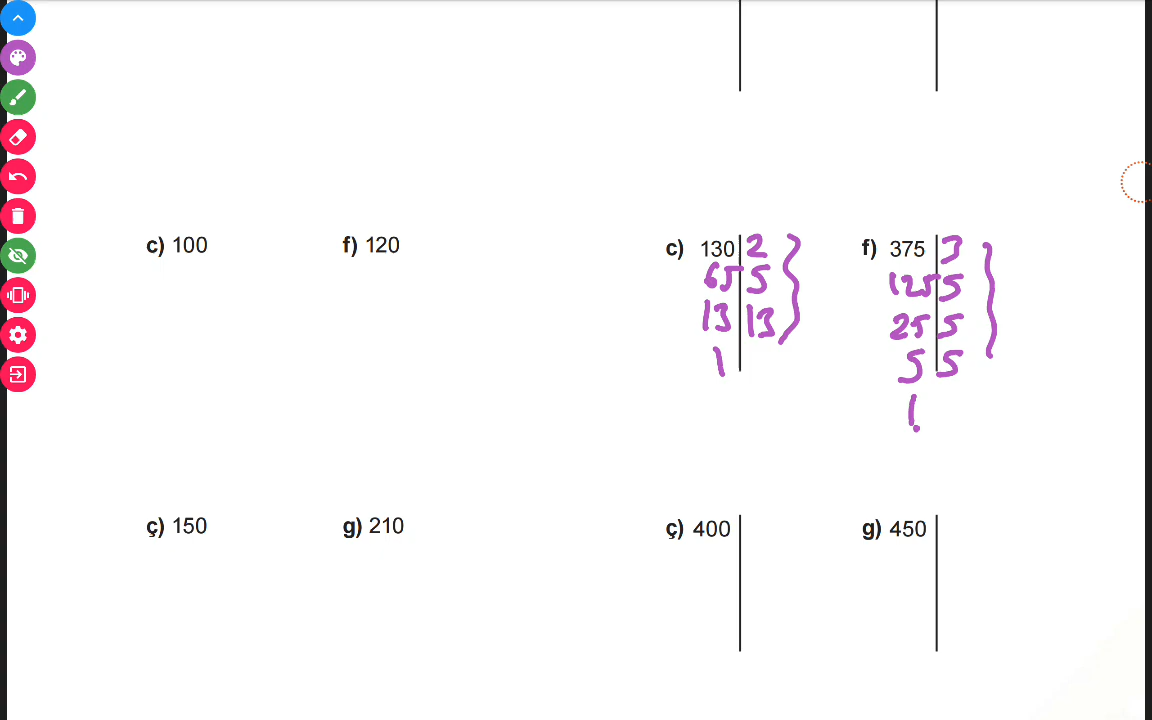 c) 100
f) 120
ç) 150
g) 210
c) 130 2
65 5
13 13
1
f) 375 3
125 5
25 5
5 5
1.
ç) 400
g) 450